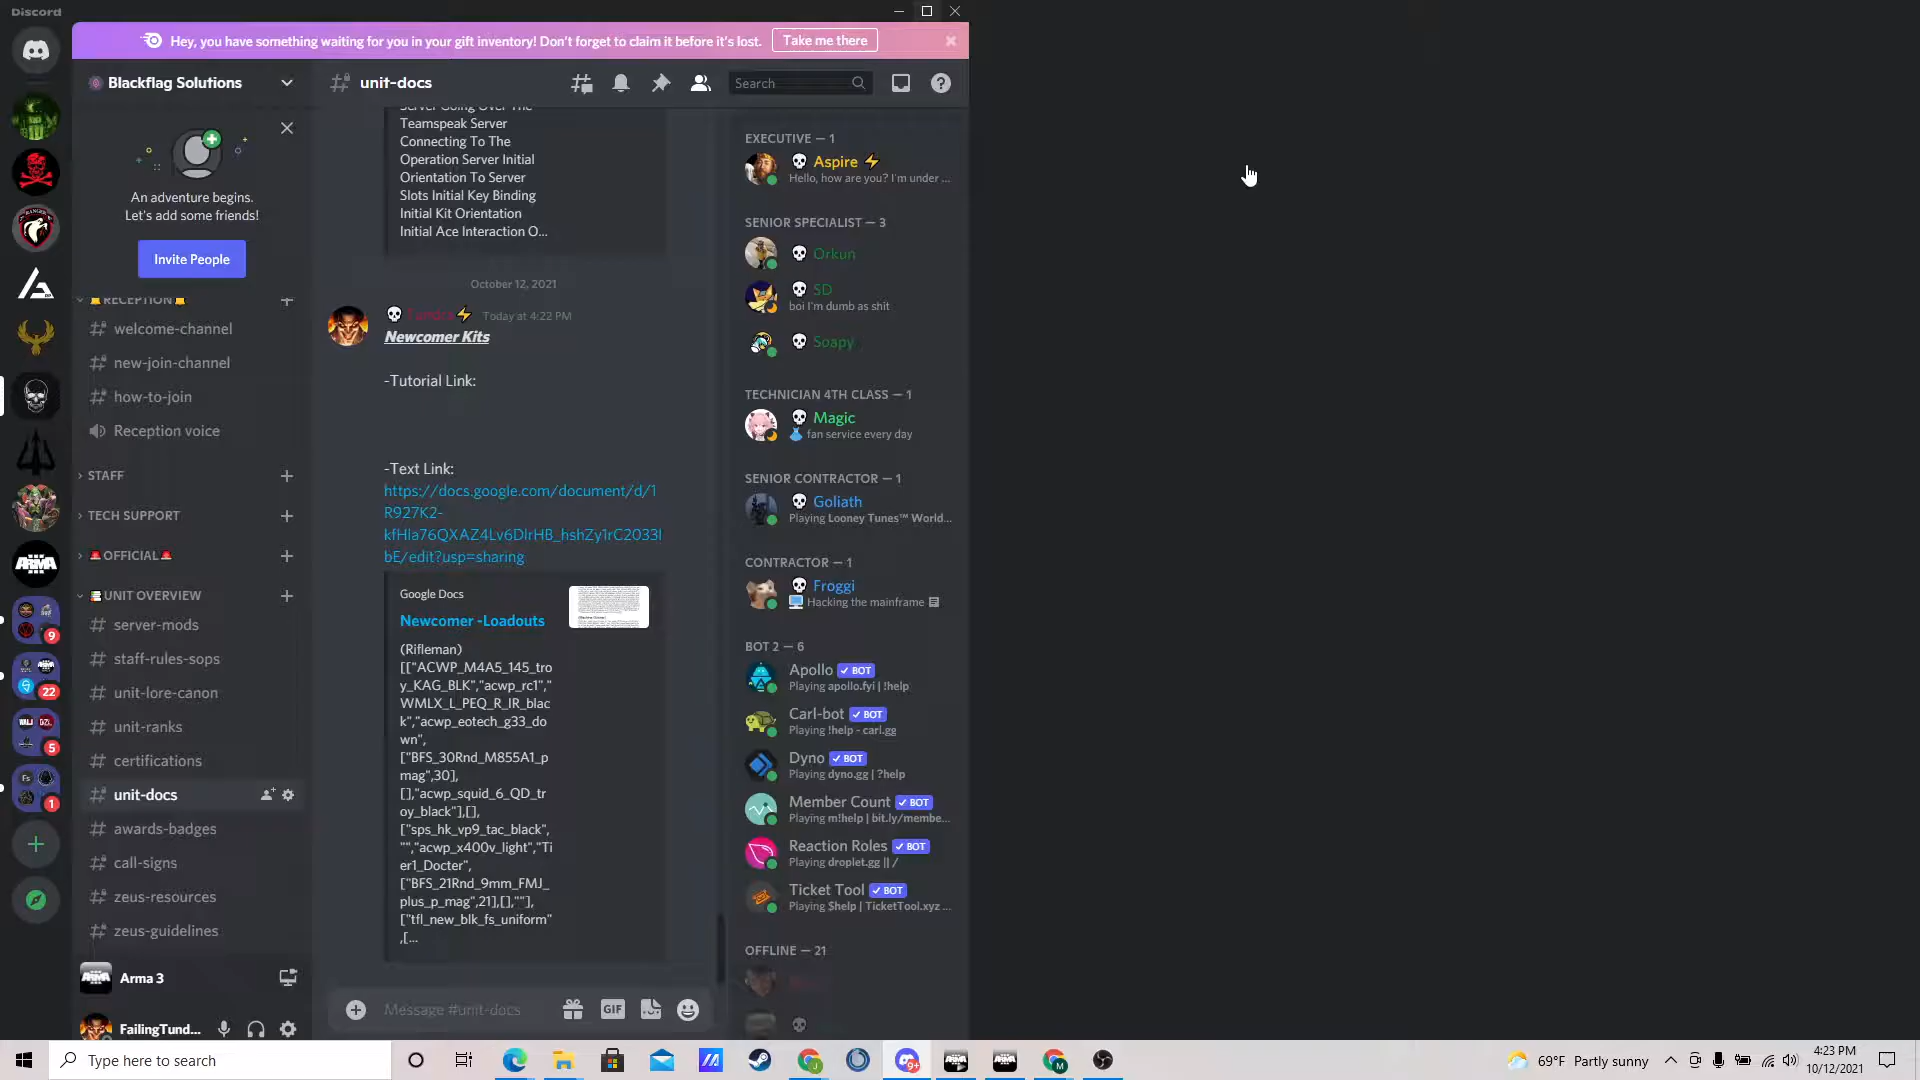 Discord
Hey, you have something waiting for you in your gift inventory! Don't forget to claim it before it's lost.
Take me there
Blackflag Solutions
unit-docs
Search
An adventure begins.
Let's add some friends!
Invite People
RECEPTION
welcome-channel
new-join-channel
how-to-join
Reception voice
STAFF
TECH SUPPORT
OFFICIAL
UNIT OVERVIEW
server-mods
staff-rules-sops
unit-lore-canon
unit-ranks
certifications
unit-docs
awards-badges
call-signs
zeus-resources
zeus-guidelines
Arma 3
FailingTund...
Server Going Over The
Teamspeak Server
Connecting To The
Operation Server Initial
Orientation To Server
Slots Initial Key Binding
Initial Kit Orientation
Initial Ace Interaction O...
October 12, 2021
Today at 4:22 PM
Newcomer Kits
-Tutorial Link:
-Text Link:
https://docs.google.com/document/d/1
R927K2-
kfHla76QXAZ4Lv6DlrHB_hshZy1rC2033l
bE/edit?usp=sharing
Google Docs
Newcomer -Loadouts
(Rifleman)
[["ACWP_M4A5_145_tro
y_KAG_BLK","acwp_rc1","
WMLX_L_PEQ_R_IR_blac
k","acwp_eotech_g33_do
wn",
["BFS_30Rnd_M855A1_p
mag",30],
[],"acwp_squid_6_QD_tr
oy_black"],[],
["sps_hk_vp9_tac_black",
"","acwp_x400v_light","Ti
er1_Docter",
["BFS_21Rnd_9mm_FMJ_
plus_p_mag",21],[],""],
["tfl_new_blk_fs_uniform"
,[...
Message #unit-docs
GIF
EXECUTIVE — 1
Aspire
Hello, how are you? I'm under ...
SENIOR SPECIALIST — 3
Orkun
SD
boi I'm dumb as shit
Soapy
TECHNICIAN 4TH CLASS — 1
Magic
fan service every day
SENIOR CONTRACTOR — 1
Goliath
Playing Looney Tunes™ World...
CONTRACTOR — 1
Froggi
Hacking the mainframe
BOT 2 — 6
Apollo BOT
Playing apollo.fyi | !help
Carl-bot BOT
Playing !help - carl.gg
Dyno BOT
Playing dyno.gg | ?help
Member Count BOT
Playing m!help | bit.ly/membe...
Reaction Roles BOT
Playing droplet.gg || /
Ticket Tool BOT
Playing $help | TicketTool.xyz ...
OFFLINE — 21
ARMA
9
22
5
1
Type here to search
9+
69°F Partly sunny
4:23 PM
10/12/2021